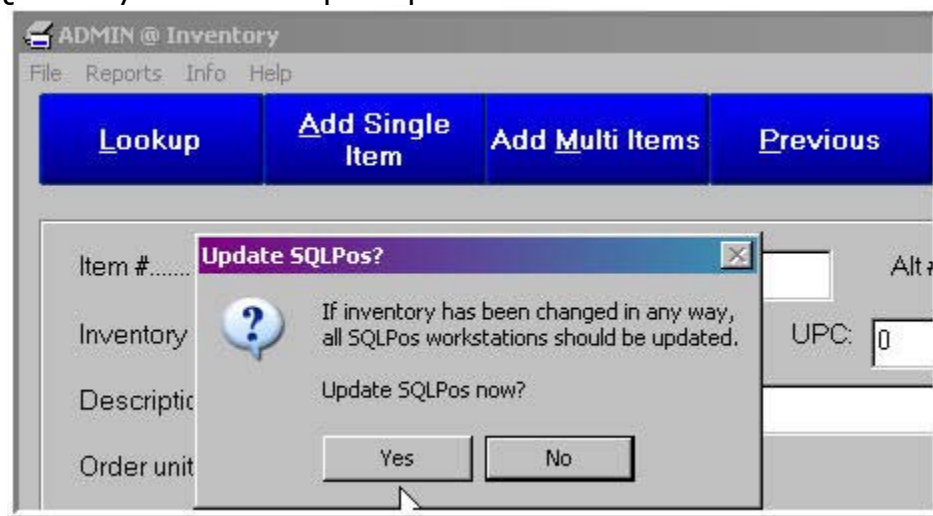 ADMIN @ Inventory
File Reports Info Help
Lookup
Add Single
Item
Add Multi Items
Previous
Update SQLPos?
If inventory has been changed in any way,
all SQLPos workstations should be updated.
Update SQLPos now?
Yes
No
Item #.......
Alt
Inventory
UPC: 0
Order unit